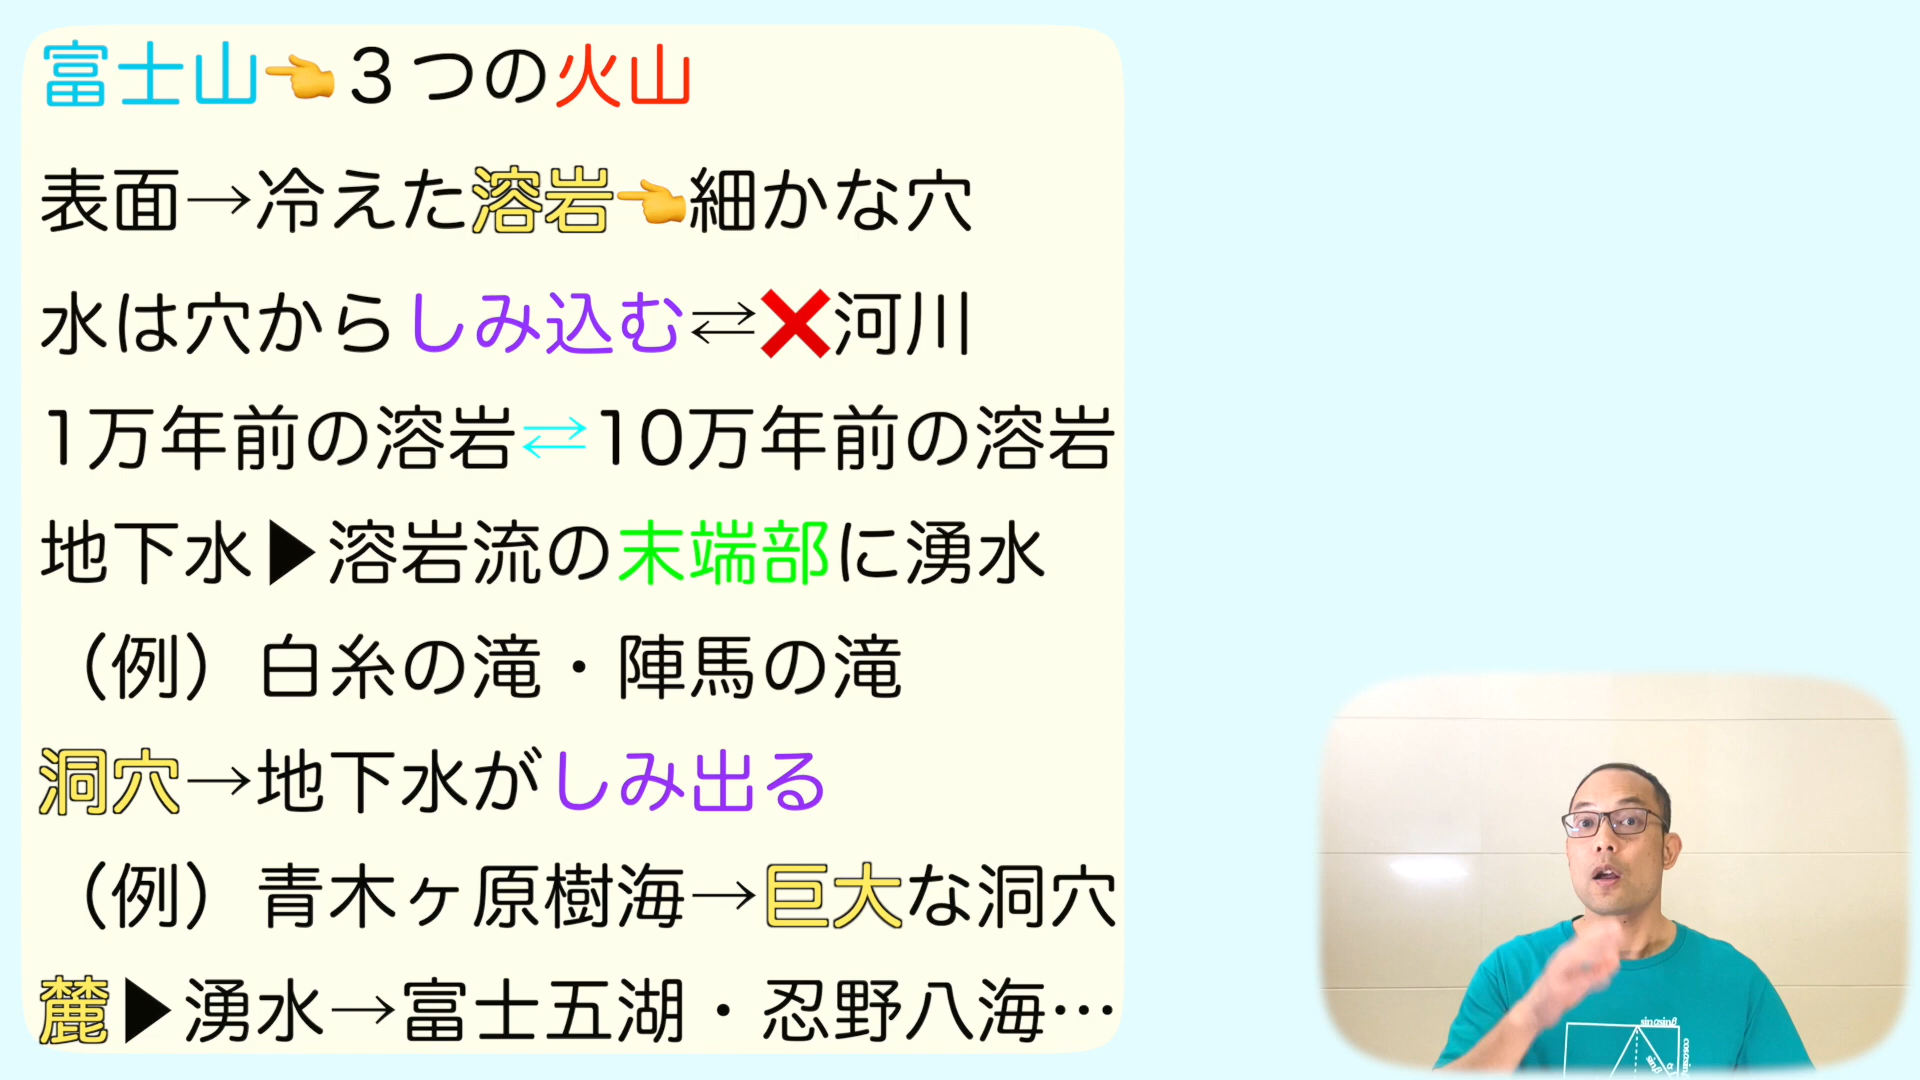 富士山👈３つの火山
表面→冷えた溶岩👈細かな穴
水は穴からしみ込む⇄❌河川
1万年前の溶岩⇄10万年前の溶岩
地下水▶溶岩流の末端部に湧水
（例）白糸の滝・陣馬の滝
洞穴→地下水がしみ出る
（例）青木ヶ原樹海→巨大な洞穴
麓▶湧水→富士五湖・忍野八海…
sinαsinβ
cosαsinβ
sinβ
α